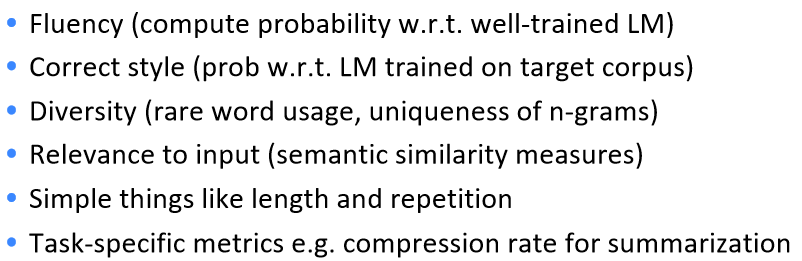 • Fluency (compute probability w.r.t. well-trained LM)
• Correct style (prob w.r.t. LM trained on target corpus)
• Diversity (rare word usage, uniqueness of n-grams)
• Relevance to input (semantic similarity measures)
• Simple things like length and repetition
• Task-specific metrics e.g. compression rate for summarization